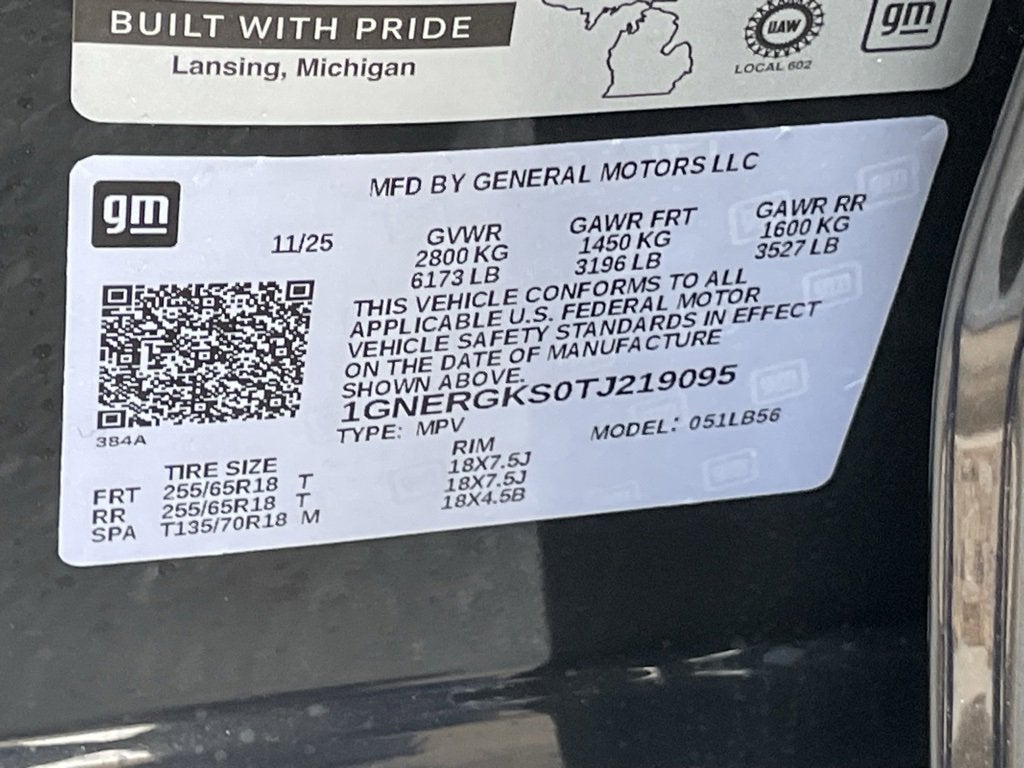 BUILT WITH PRIDE
Lansing, Michigan
UAW
LOCAL 602
gm
gm
MFD BY GENERAL MOTORS LLC
11/25
GVWR
2800 KG
6173 LB
GAWR FRT
1450 KG
3196 LB
GAWR RR
1600 KG
3527 LB
THIS VEHICLE CONFORMS TO ALL
APPLICABLE U.S. FEDERAL MOTOR
VEHICLE SAFETY STANDARDS IN EFFECT
ON THE DATE OF MANUFACTURE
SHOWN ABOVE.
1GNERGKS0TJ219095
TYPE: MPV
MODEL: 051LB56
384A
TIRE SIZE RIM
FRT 255/65R18 T 18X7.5J
RR 255/65R18 T 18X7.5J
SPA T135/70R18 M 18X4.5B